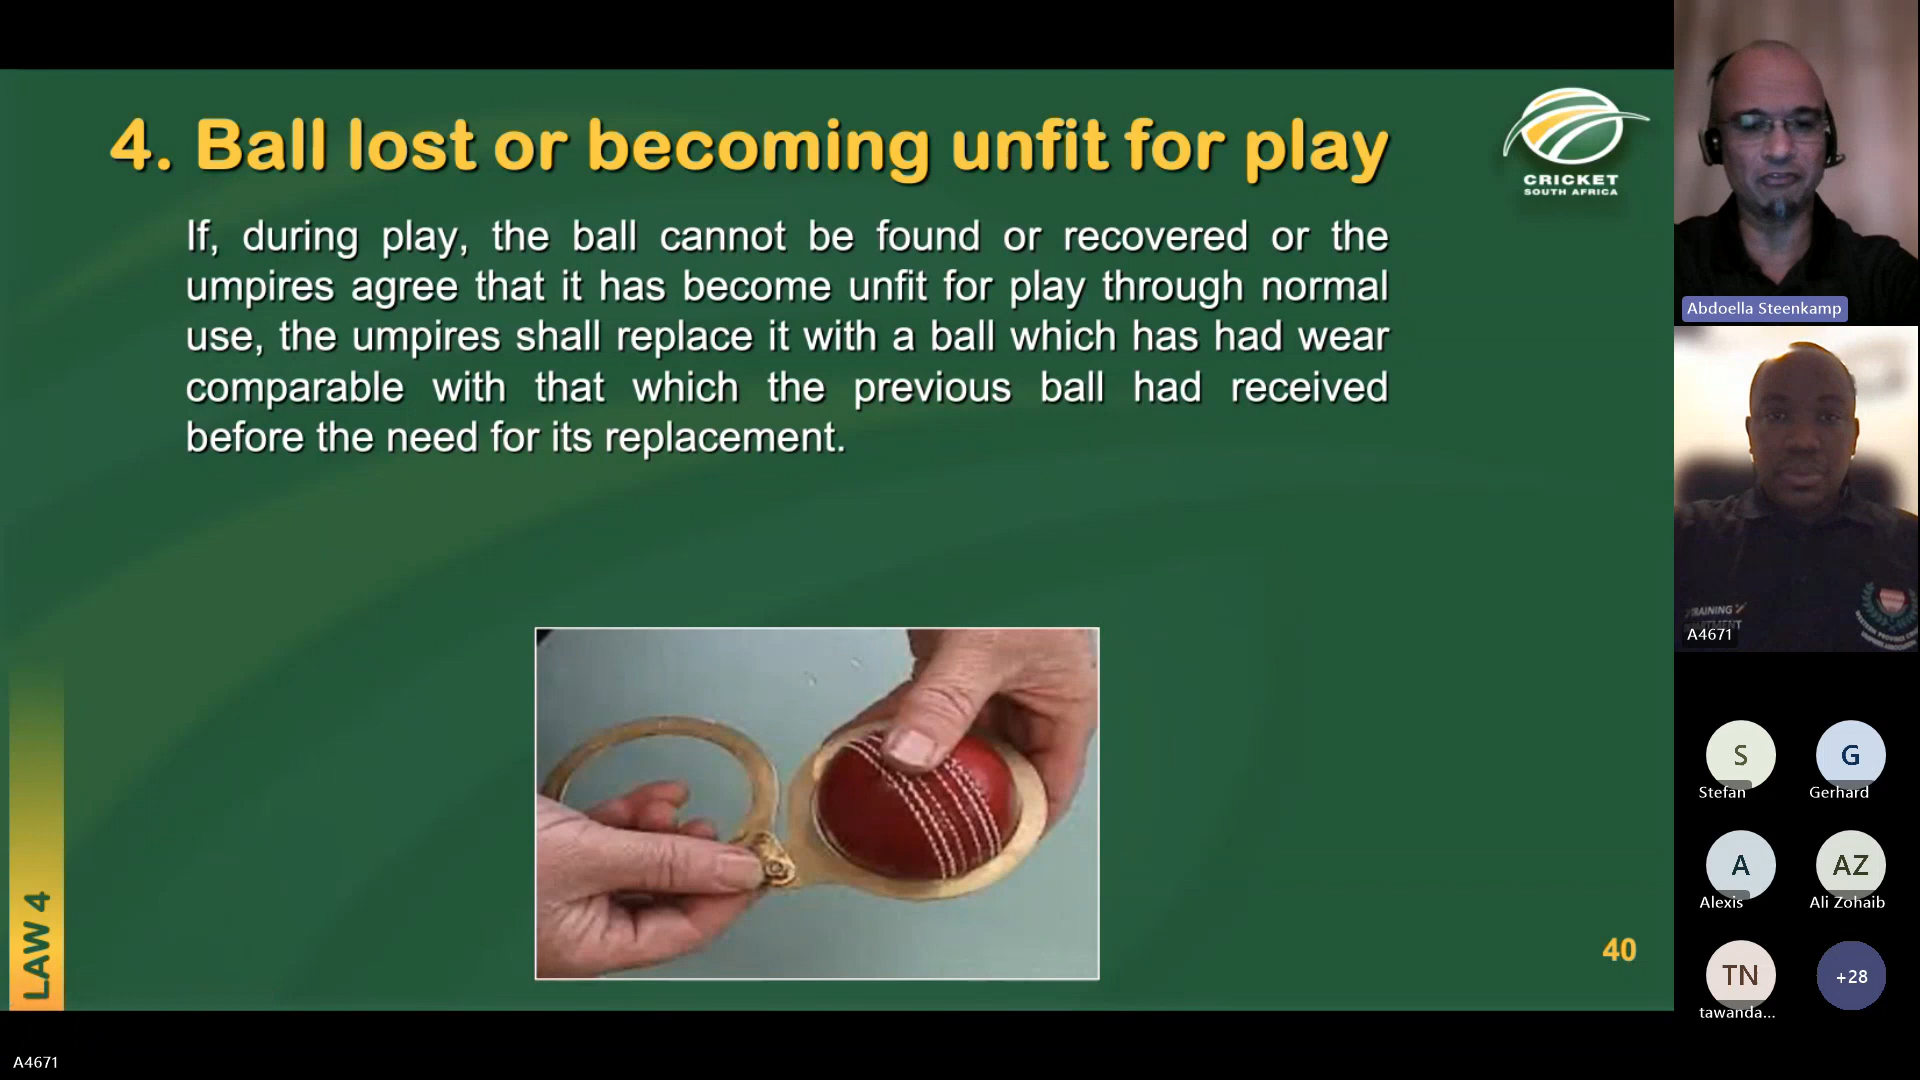 4. Ball lost or becoming unfit for play
CRICKET
SOUTH AFRICA
If, during play, the ball cannot be found or recovered or the
umpires agree that it has become unfit for play through normal
use, the umpires shall replace it with a ball which has had wear
comparable with that which the previous ball had received
before the need for its replacement.
LAW 4
40
A4671
Abdoella Steenkamp
TRAINING
A4671
S
Stefan
G
Gerhard
A
Alexis
AZ
Ali Zohaib
TN
tawanda...
+28